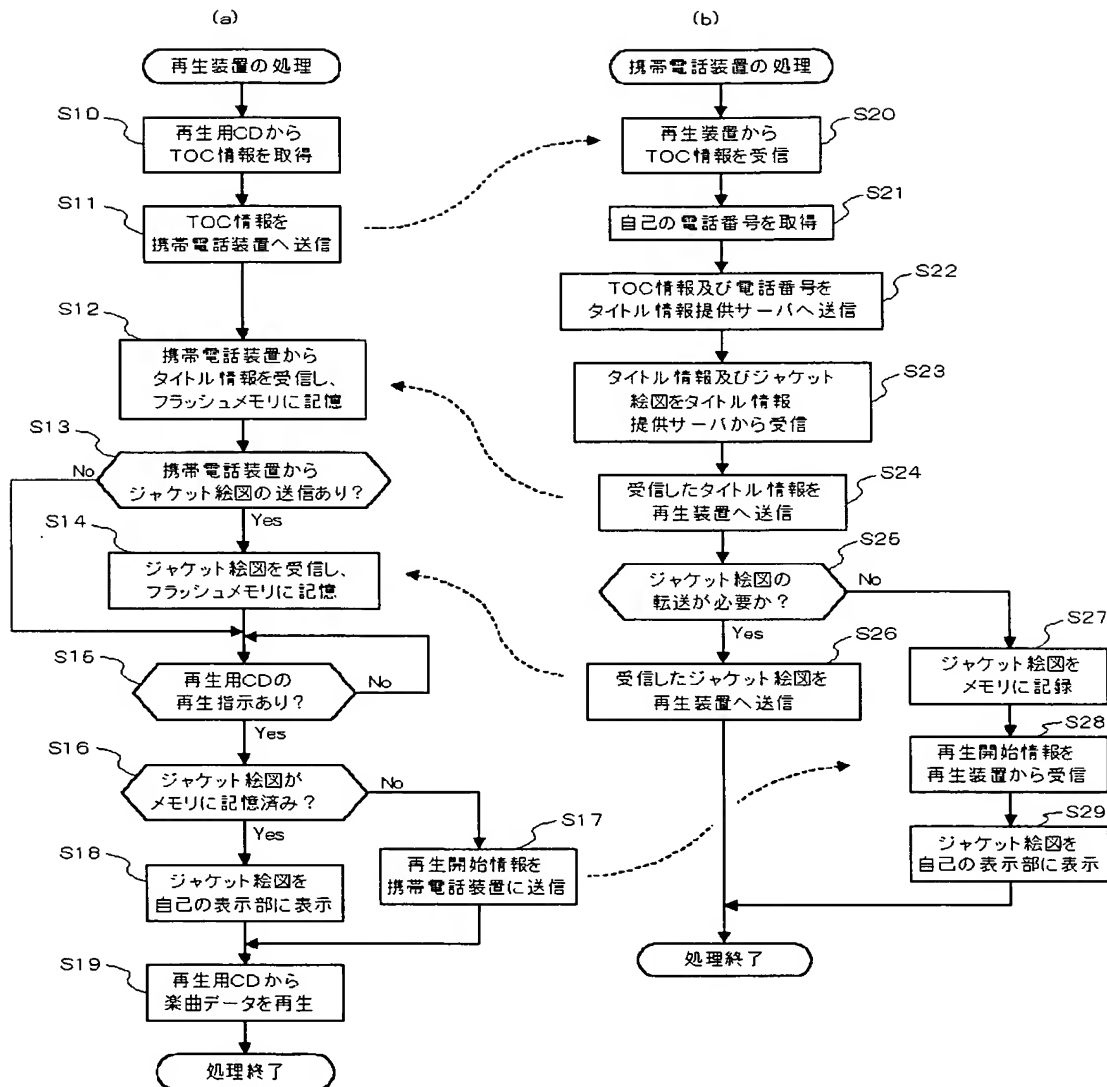 (a)
再生装置の処理
S10
再生用CDから
TOC情報を取得
S11
TOC情報を
携帯電話装置へ送信
S12
携帯電話装置から
タイトル情報を受信し、
フラッシュメモリに記憶
S13
No
携帯電話装置から
ジャケット絵図の送信あり?
Yes
S14
ジャケット絵図を受信し、
フラッシュメモリに記憶
S15
再生用CDの
再生指示あり?
No
Yes
S16
ジャケット絵図が
メモリに記憶済み?
No
Yes
S17
再生開始情報を
携帯電話装置に送信
S18
ジャケット絵図を
自己の表示部に表示
S19
再生用CDから
楽曲データを再生
処理終了
(b)
携帯電話装置の処理
S20
再生装置から
TOC情報を受信
S21
自己の電話番号を取得
S22
TOC情報及び電話番号を
タイトル情報提供サーバへ送信
S23
タイトル情報及びジャケット
絵図をタイトル情報
提供サーバから受信
S24
受信したタイトル情報を
再生装置へ送信
S25
ジャケット絵図の
転送が必要か?
No
Yes
S26
受信したジャケット絵図を
再生装置へ送信
S27
ジャケット絵図を
メモリに記録
S28
再生開始情報を
再生装置から受信
S29
ジャケット絵図を
自己の表示部に表示
処理終了